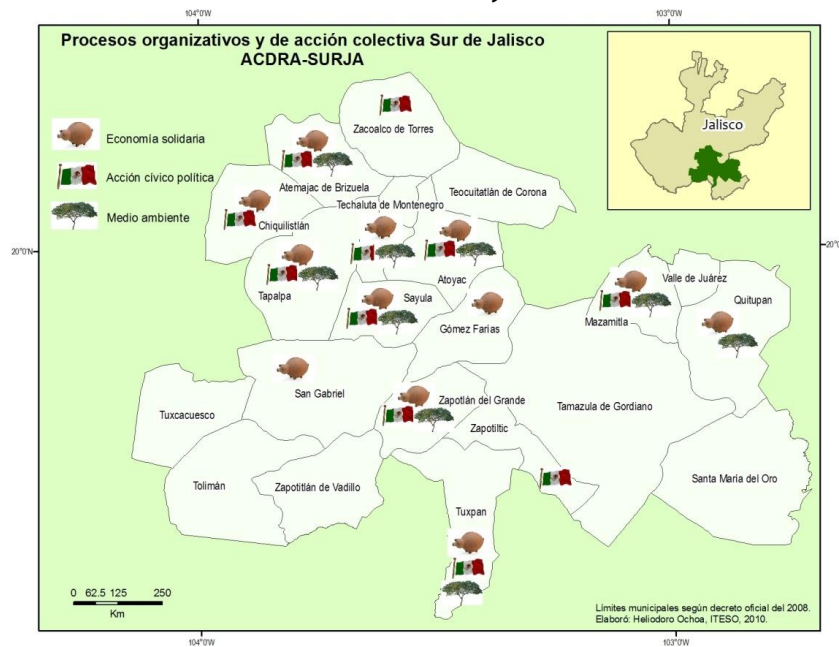 104°0'W
103°0'W
Procesos organizativos y de acción colectiva Sur de Jalisco
ACDRA-SURJA
Jalisco
Economía solidaria
Acción cívico política
Medio ambiente
Zacoalco de Torres
Atemajac de Brizuela
Teocuitatlán de Corona
Techaluta de Montenegro
Chiquilistlán
20°0'N
20°0
Atoyac
Valle de Juárez
Tapalpa
Sayula
Quitupan
Mazamitla
Gómez Farías
San Gabriel
Zapotlán del Grande
Tuxcacuesco
Tamazula de Gordiano
Zapotiltic
Tolimán
Zapotitlán de Vadillo
Santa María del Oro
Tuxpan
0 62.5 125 250
Km
Límites municipales según decreto oficial del 2008.
Elaboró: Heliodoro Ochoa, ITESO, 2010.
104°0'W
103°0'W